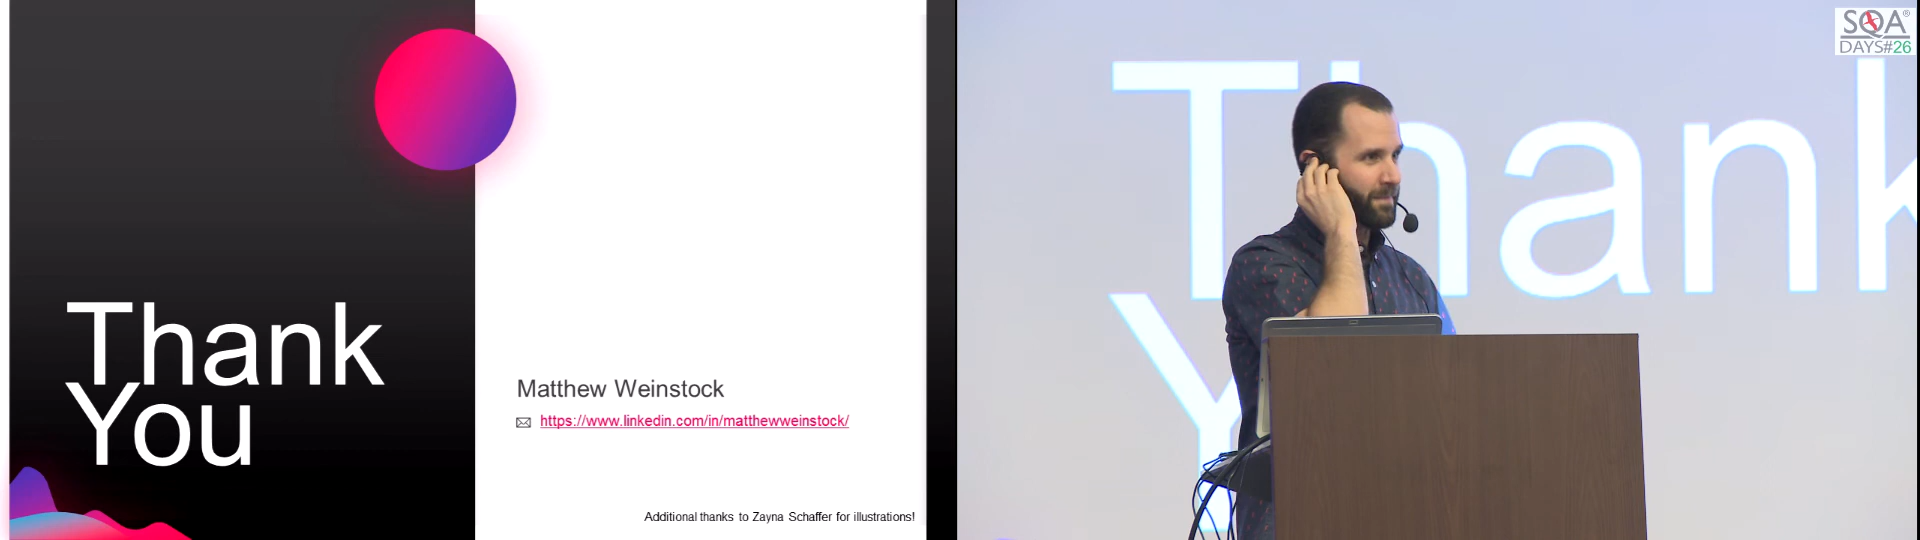 Thank
You
Matthew Weinstock
https://www.linkedin.com/in/matthewweinstock/
Additional thanks to Zayna Schaffer for illustrations!
SQA®
DAYS#26
Thank
Y